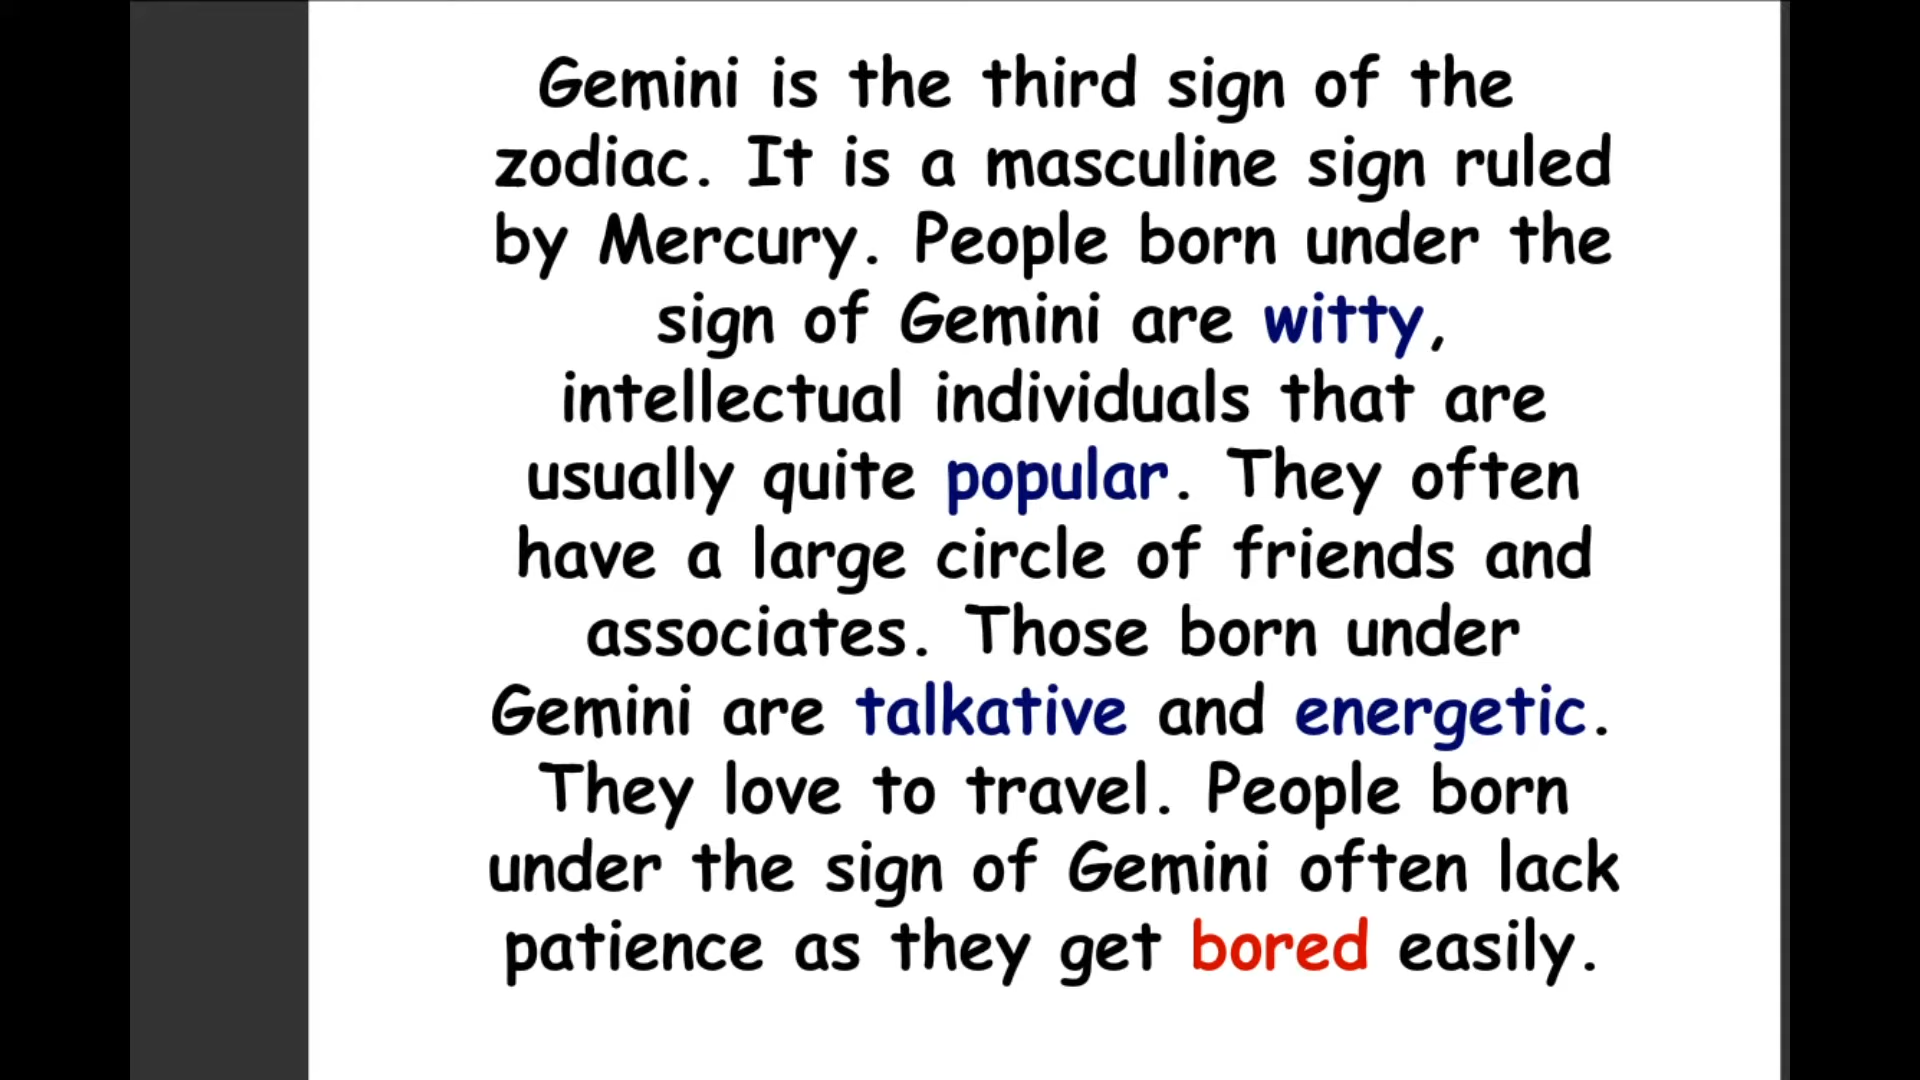 Gemini is the third sign of the
zodiac. It is a masculine sign ruled
by Mercury. People born under the
sign of Gemini are witty,
intellectual individuals that are
usually quite popular. They often
have a large circle of friends and
associates. Those born under
Gemini are talkative and energetic.
They love to travel. People born
under the sign of Gemini often lack
patience as they get bored easily.